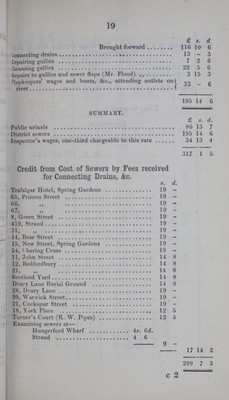 19
£ s. d.
Brought forward ........ 116 10 6
Connecting drains .................... 13 – 3
Repairing gullies .................... 7 2 6
Cleansing gullies .................... 22 5 6
Repairs to gullies and sewer flaps (Mr. Flood) .. 3 15 3
Flapkeepers' wages and boots, &c., attending outlets on river .................... 33 – 6
195 14 6
SUMMARY.
£ s. d.
Public urinals .................... 86 13 7
District sewers .................... 195 14 6
Inspector's wages, one-third chargeable to this rate ...... 34 13 4
317 1 5
Credit from Cost of Sewers by Fees received
for Connecting Drains, &c.
s. d.
Trafalgar Hotel, Spring Gardens .................... 19 –
65, Princes Street .................... 19 –
66, ,, .................... 19 –
67, ,, .................... 19 –
8, Green Street .................... 19 –
419, Strand .................... 19 –
31, ,, .................... 19 –
14, Bear Street .................... 19 –
15, New Street, Spring Gardens .................... 19 –
54, Charing Cross .................... 19 –
11, John Street .................... 14 8
12, Bedfordbury .................... 14 8
21, ,, .................... 14 8
Scotland Yard .................... 14 8
Drury Lane Burial Ground .................... 14 8
28, Drury Lane .................... 19 –
20, Warwick Street .................... 19 –
21, Cockspur Street .................... 19 –
18, York Place .................... 12 5
Turner's Court (R. W. Pipes) .................... 12 5
Examining sewers at—
Hungerford Wharf .............. 4s. 6d.
Strand .................... 4 6
9 –
17 14 2
299 7 3
C 2